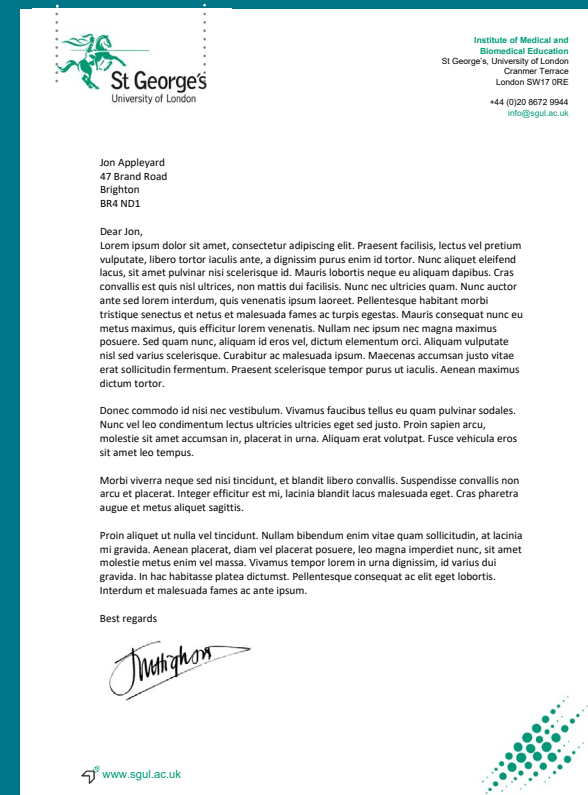 St George's
University of London
Institute of Medical and
Biomedical Education
St George's, University of London
Cranmer Terrace
London SW17 0RE
+44 (0)20 8672 9944
info@sgul.ac.uk
Jon Appleyard
47 Brand Road
Brighton
BR4 ND1
Dear Jon,
Lorem ipsum dolor sit amet, consectetur adipiscing elit. Praesent facilisis, lectus vel pretium
vulputate, libero tortor iaculis ante, a dignissim purus enim id tortor. Nunc aliquet eleifend
lacus, sit amet pulvinar nisi scelerisque id. Mauris lobortis neque eu aliquam dapibus. Cras
convallis est quis nisl ultrices, non mattis dui facilisis. Nunc nec ultricies quam. Nunc auctor
ante sed lorem interdum, quis venenatis ipsum laoreet. Pellentesque habitant morbi
tristique senectus et netus et malesuada fames ac turpis egestas. Mauris consequat nunc eu
metus maximus, quis efficitur lorem venenatis. Nullam nec ipsum nec magna maximus
posuere. Sed quam nunc, aliquam id eros vel, dictum elementum orci. Aliquam vulputate
nisl sed varius scelerisque. Curabitur ac malesuada ipsum. Maecenas accumsan justo vitae
erat sollicitudin fermentum. Praesent scelerisque tempor purus ut iaculis. Aenean maximus
dictum tortor.
Donec commodo id nisi nec vestibulum. Vivamus faucibus tellus eu quam pulvinar sodales.
Nunc vel leo condimentum lectus ultricies ultricies eget sed justo. Proin sapien arcu,
molestie sit amet accumsan in, placerat in urna. Aliquam erat volutpat. Fusce vehicula eros
sit amet leo tempus.
Morbi viverra neque sed nisi tincidunt, et blandit libero convallis. Suspendisse convallis non
arcu et placerat. Integer efficitur est mi, lacinia blandit lacus malesuada eget. Cras pharetra
augue et metus aliquet sagittis.
Proin aliquet ut nulla vel tincidunt. Nullam bibendum enim vitae quam sollicitudin, at lacinia
mi gravida. Aenean placerat, diam vel placerat posuere, leo magna imperdiet nunc, sit amet
molestie metus enim vel massa. Vivamus tempor lorem in urna dignissim, id varius dui
gravida. In hac habitasse platea dictumst. Pellentesque consequat ac elit eget lobortis.
Interdum et malesuada fames ac ante ipsum.
Best regards
www.sgul.ac.uk